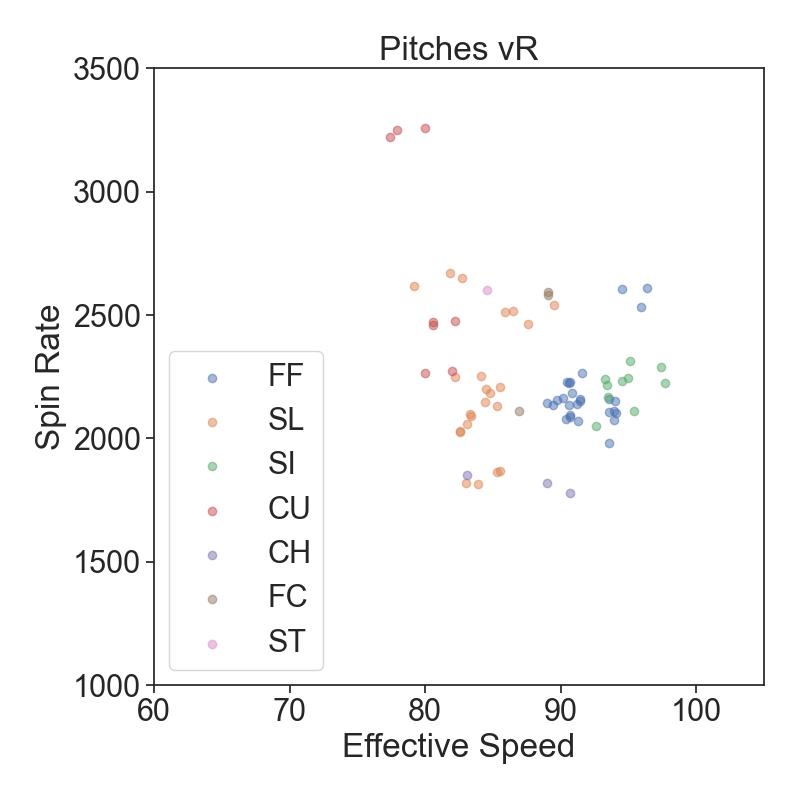 Pitches vR
3500
3000
2500
2000
1500
1000
Spin Rate
FF
SL
SI
CU
CH
FC
ST
60 70 80 90 100
Effective Speed